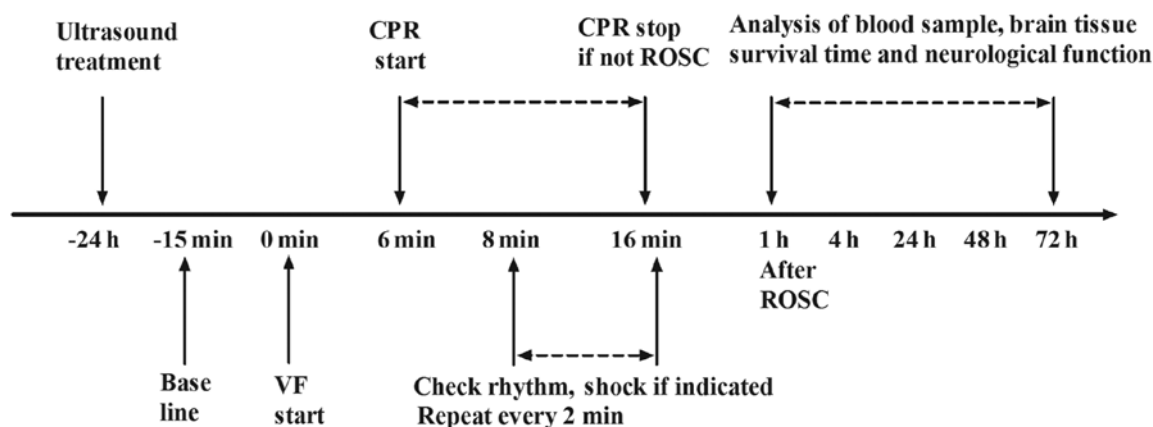 Ultrasound
treatment
CPR
start
CPR stop
if not ROSC
Analysis of blood sample, brain tissue
survival time and neurological function
-24 h -15 min 0 min 6 min 8 min 16 min 1 h 4 h 24 h 48 h 72 h
After
ROSC
Base
line
VF
start
Check rhythm, shock if indicated
Repeat every 2 min